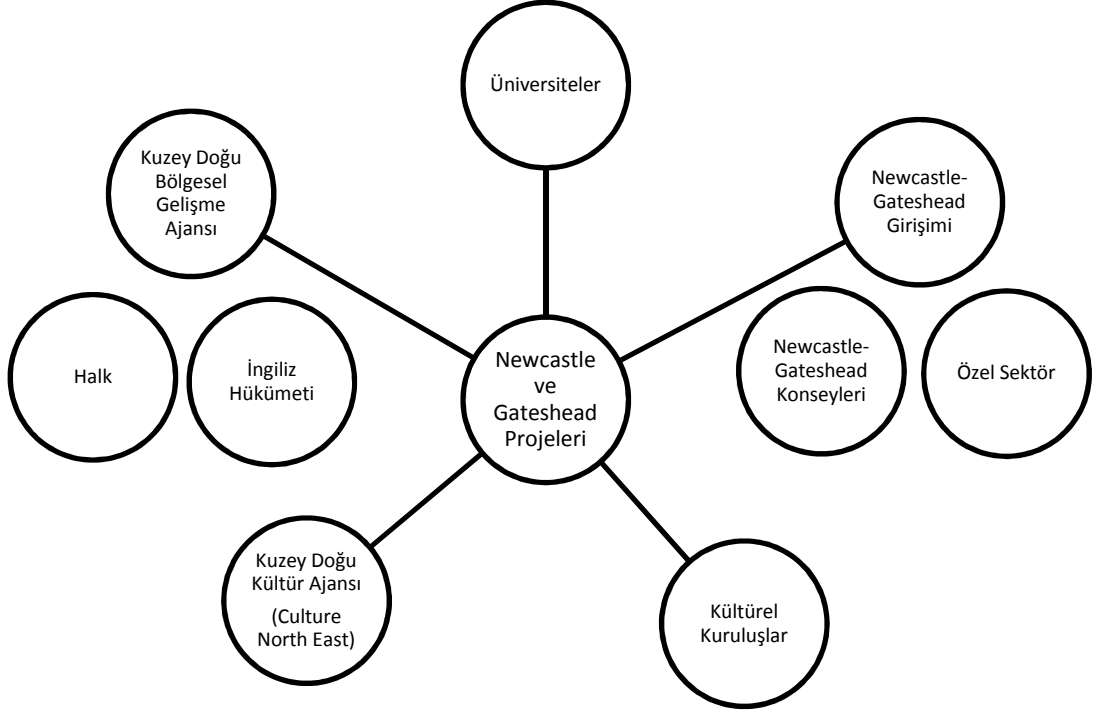 Üniversiteler
Kuzey Doğu
Bölgesel
Gelişme
Ajansı
Newcastle-
Gateshead
Girişimi
Halk
İngiliz
Hükümeti
Newcastle
ve
Gateshead
Projeleri
Newcastle-
Gateshead
Konseyleri
Özel Sektör
Kuzey Doğu
Kültür Ajansı
(Culture
North East)
Kültürel
Kuruluşlar